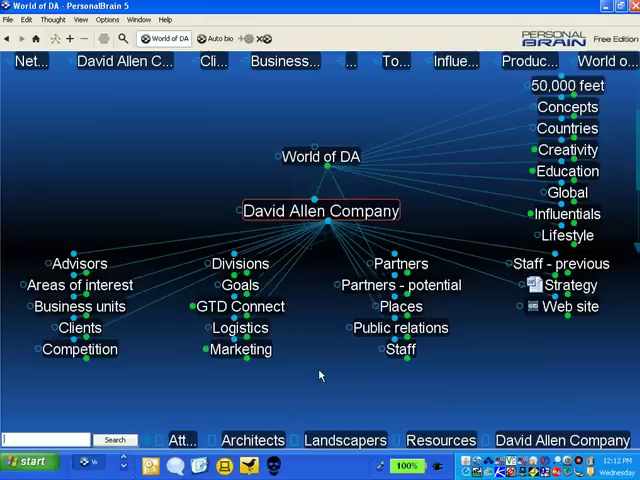 World of DA - PersonalBrain 5
File Edit Thought View Options Window Help
World of DA Auto bio
PERSONAL BRAIN Free Edition
Net... David Allen C... Cli... Business... ... To... Influe... Produc... World o...
50,000 feet
Concepts
Countries
Creativity
Education
Global
Influentials
Lifestyle
World of DA
David Allen Company
Advisors
Areas of interest
Business units
Clients
Competition
Divisions
Goals
GTD Connect
Logistics
Marketing
Partners
Partners - potential
Places
Public relations
Staff
Staff - previous
Strategy
Web site
Search Att... Architects Landscapers Resources David Allen Company
start 100% 12:12 PM
Wednesday